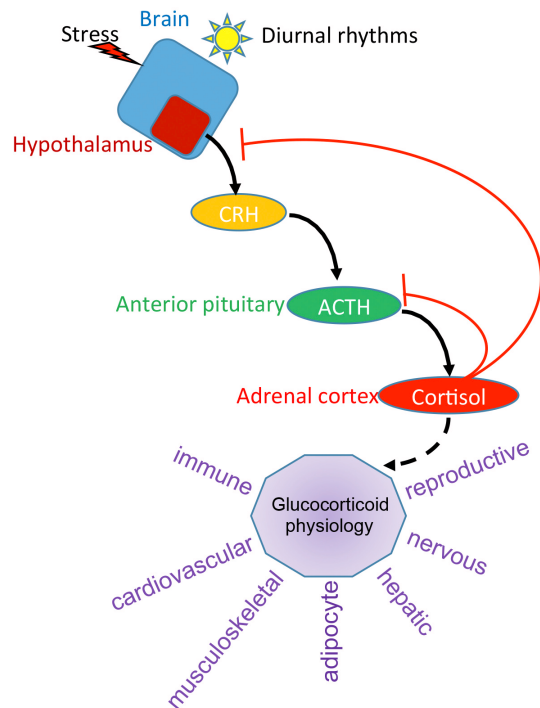 Brain
Stress
Diurnal rhythms
Hypothalamus
CRH
Anterior pituitary
ACTH
Adrenal cortex
Cortisol
immune
reproductive
Glucocorticoid
physiology
cardiovascular
nervous
musculoskeletal
adipocyte
hepatic